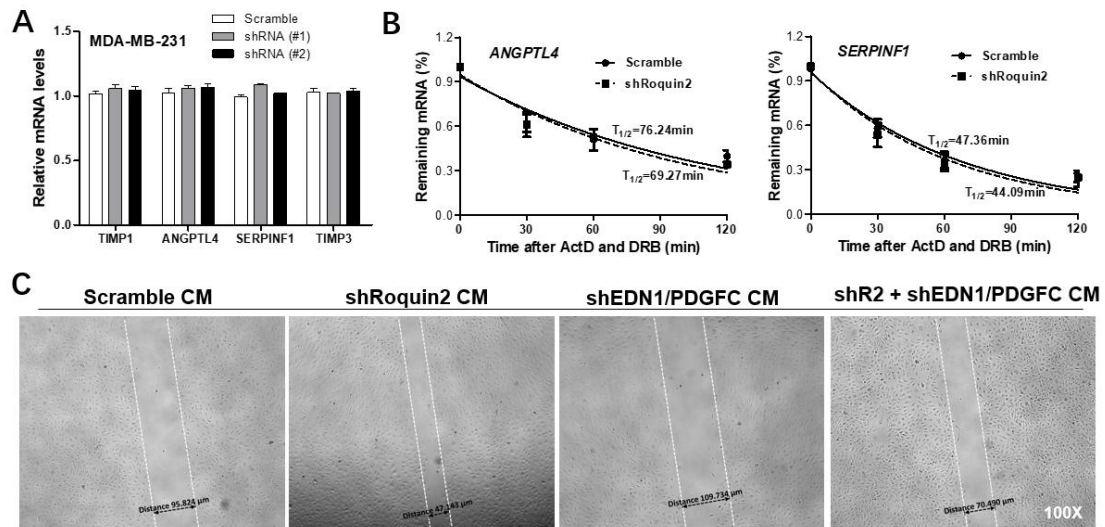 A
MDA-MB-231
Scramble
shRNA (#1)
shRNA (#2)
Relative mRNA levels
1.5
1.0
0.5
0.0
TIMP1 ANGPTL4 SERPINF1 TIMP3
B
ANGPTL4
Scramble
shRoquin2
Remaining mRNA (%)
1.2
0.9
0.6
0.3
0.0
T1/2=76.24min
T1/2=69.27min
0 30 60 90 120
Time after ActD and DRB (min)
SERPINF1
Scramble
shRoquin2
Remaining mRNA (%)
1.2
0.9
0.6
0.3
0.0
T1/2=47.36min
T1/2=44.09min
0 30 60 90 120
Time after ActD and DRB (min)
C
Scramble CM shRoquin2 CM shEDN1/PDGFC CM shR2 + shEDN1/PDGFC CM
Distance 95.824 µm
Distance 47.143 µm
Distance 109.734 µm
Distance 70.490 µm
100X